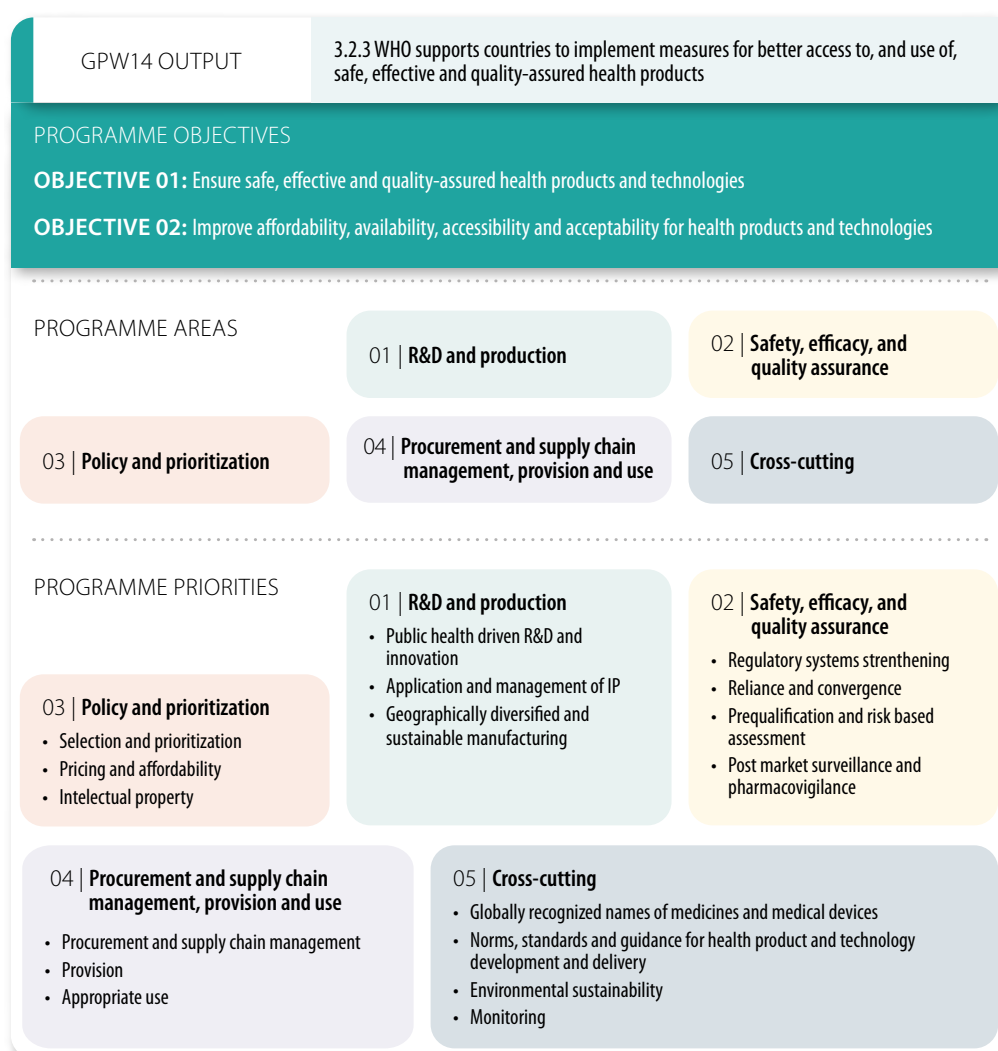 GPW14 OUTPUT
3.2.3 WHO supports countries to implement measures for better access to, and use of,
safe, effective and quality-assured health products
PROGRAMME OBJECTIVES
OBJECTIVE 01: Ensure safe, effective and quality-assured health products and technologies
OBJECTIVE 02: Improve affordability, availability, accessibility and acceptability for health products and technologies
PROGRAMME AREAS
01 | R&D and production
02 | Safety, efficacy, and
quality assurance
03 | Policy and prioritization
04 | Procurement and supply chain
management, provision and use
05 | Cross-cutting
PROGRAMME PRIORITIES
01 | R&D and production
• Public health driven R&D and
innovation
• Application and management of IP
• Geographically diversified and
sustainable manufacturing
02 | Safety, efficacy, and
quality assurance
• Regulatory systems strenthening
• Reliance and convergence
• Prequalification and risk based
assessment
• Post market surveillance and
pharmacovigilance
03 | Policy and prioritization
• Selection and prioritization
• Pricing and affordability
• Intelectual property
04 | Procurement and supply chain
management, provision and use
• Procurement and supply chain management
• Provision
• Appropriate use
05 | Cross-cutting
• Globally recognized names of medicines and medical devices
• Norms, standards and guidance for health product and technology
development and delivery
• Environmental sustainability
• Monitoring